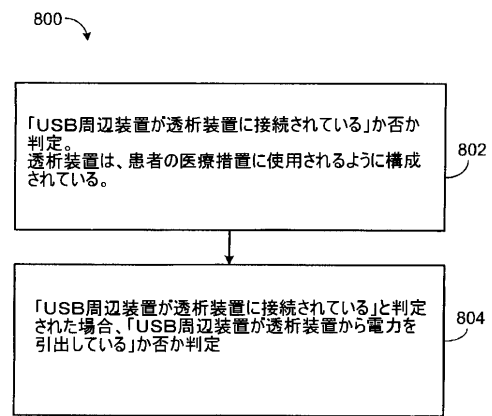 800
「USB周辺装置が透析装置に接続されている」か否か
判定。
透析装置は、患者の医療措置に使用されるように構成
されている。
802
「USB周辺装置が透析装置に接続されている」と判定
された場合、「USB周辺装置が透析装置から電力を
引出している」か否か判定
804